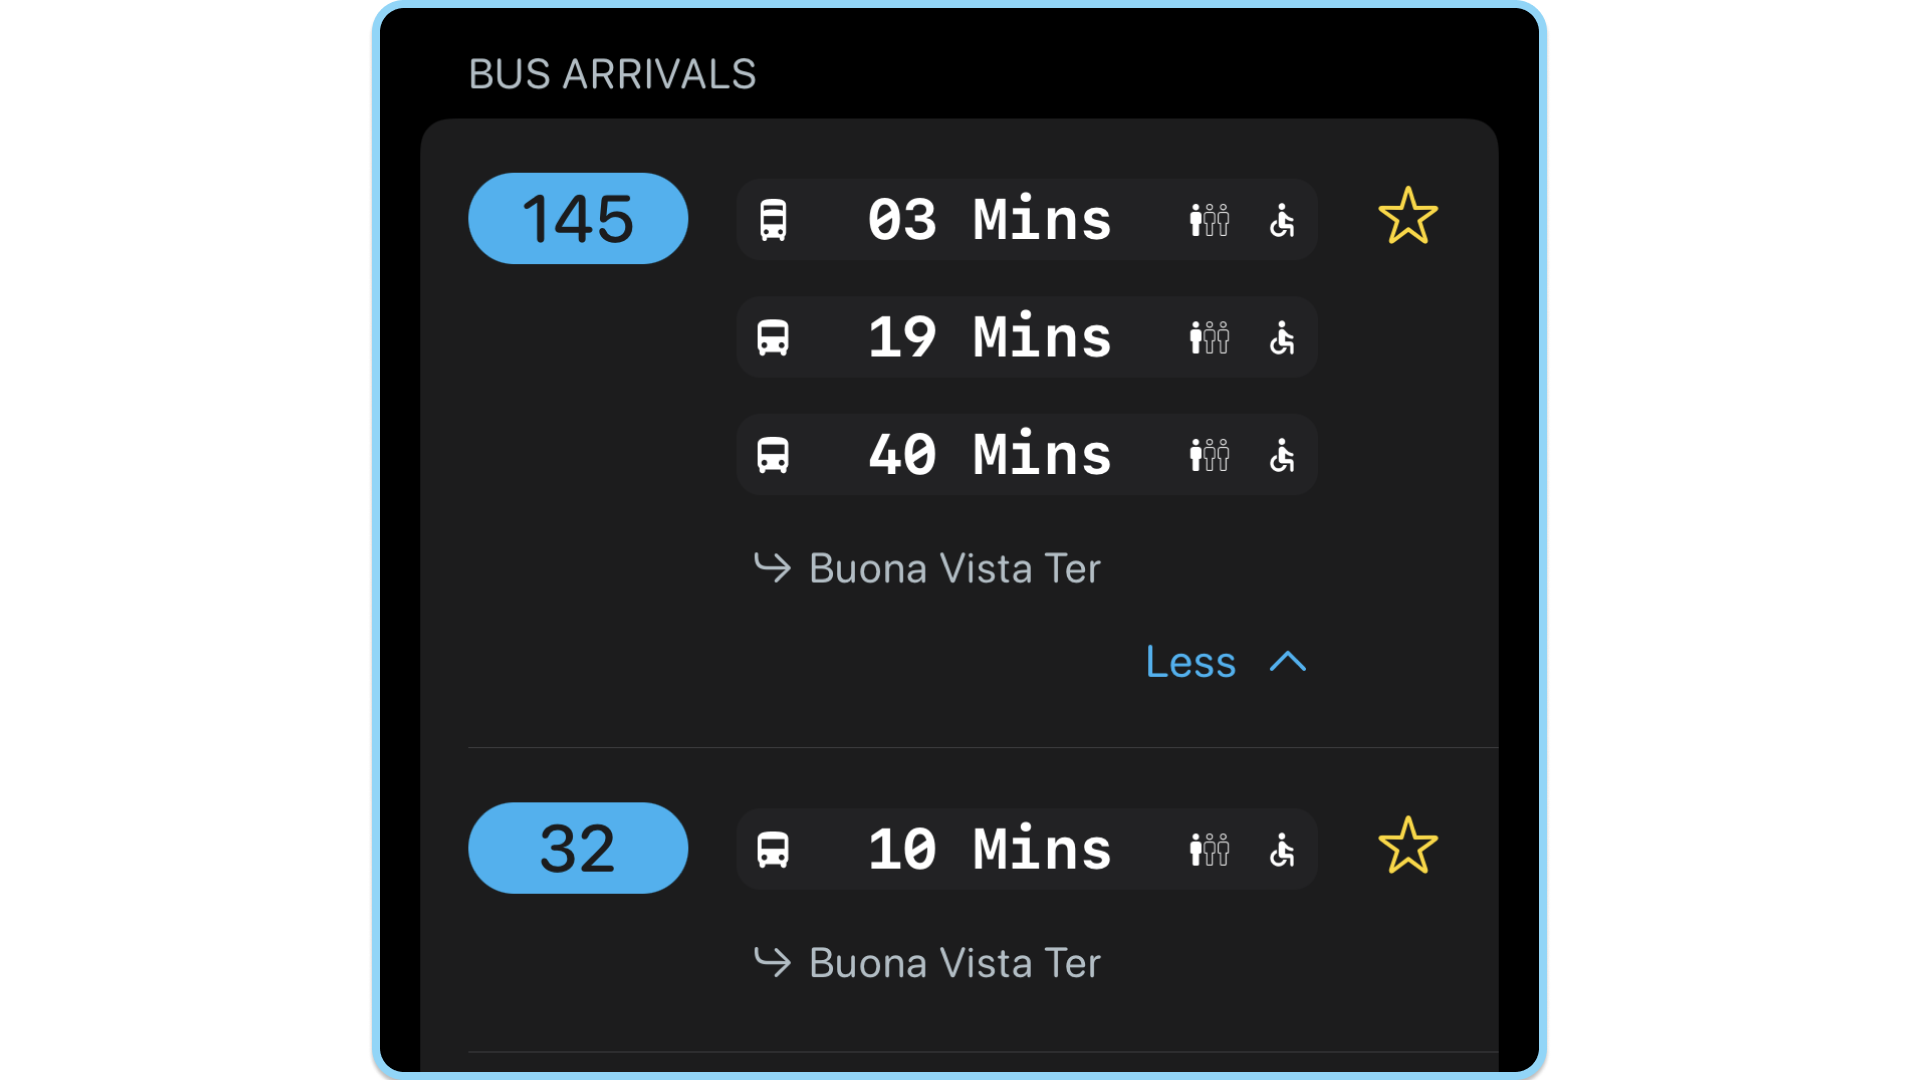 BUS ARRIVALS
145
03 Mins
19 Mins
40 Mins
Buona Vista Ter
Less
32
10 Mins
Buona Vista Ter